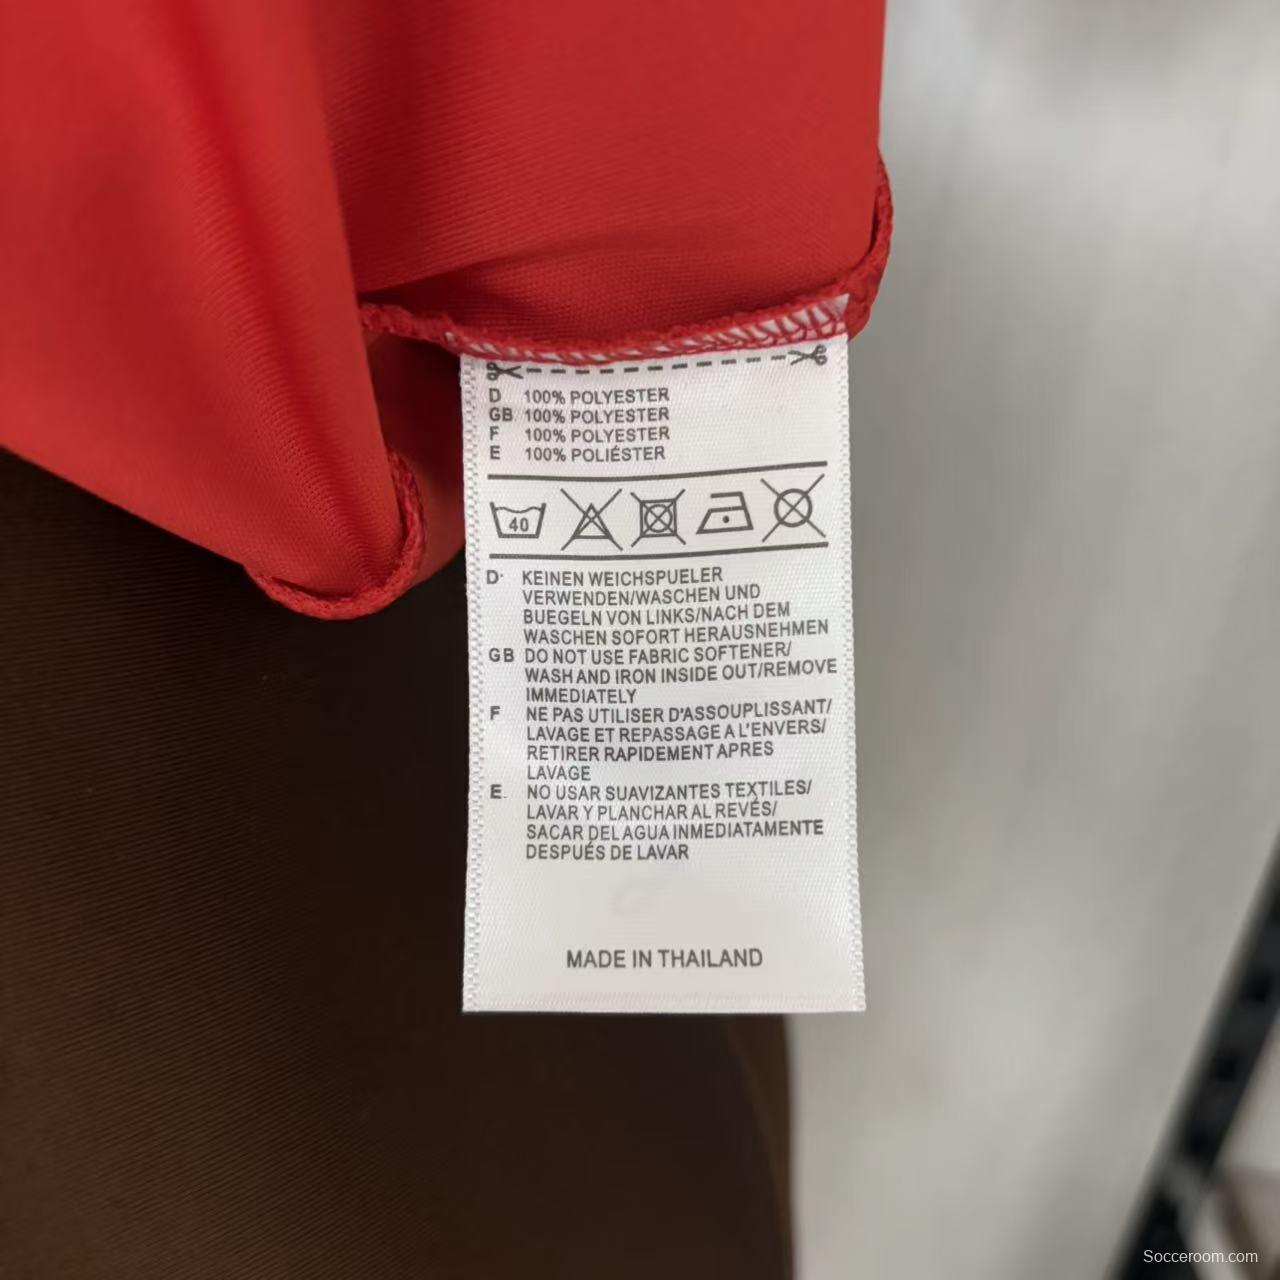 D 100% POLYESTER
GB 100% POLYESTER
F 100% POLYESTER
E 100% POLIÉSTER
40
D KEINEN WEICHSPUELER
VERWENDEN/WASCHEN UND
BUEGELN VON LINKS/NACH DEM
WASCHEN SOFORT HERAUSNEHMEN
GB DO NOT USE FABRIC SOFTENER/
WASH AND IRON INSIDE OUT/REMOVE
IMMEDIATELY
F NE PAS UTILISER D'ASSOUPLISSANT/
LAVAGE ET REPASSAGE A L'ENVERS/
RETIRER RAPIDEMENT APRES
LAVAGE
E. NO USAR SUAVIZANTES TEXTILES/
LAVAR Y PLANCHAR AL REVÉS/
SACAR DEL AGUA INMEDIATAMENTE
DESPUÉS DE LAVAR
MADE IN THAILAND
Socceroom.com